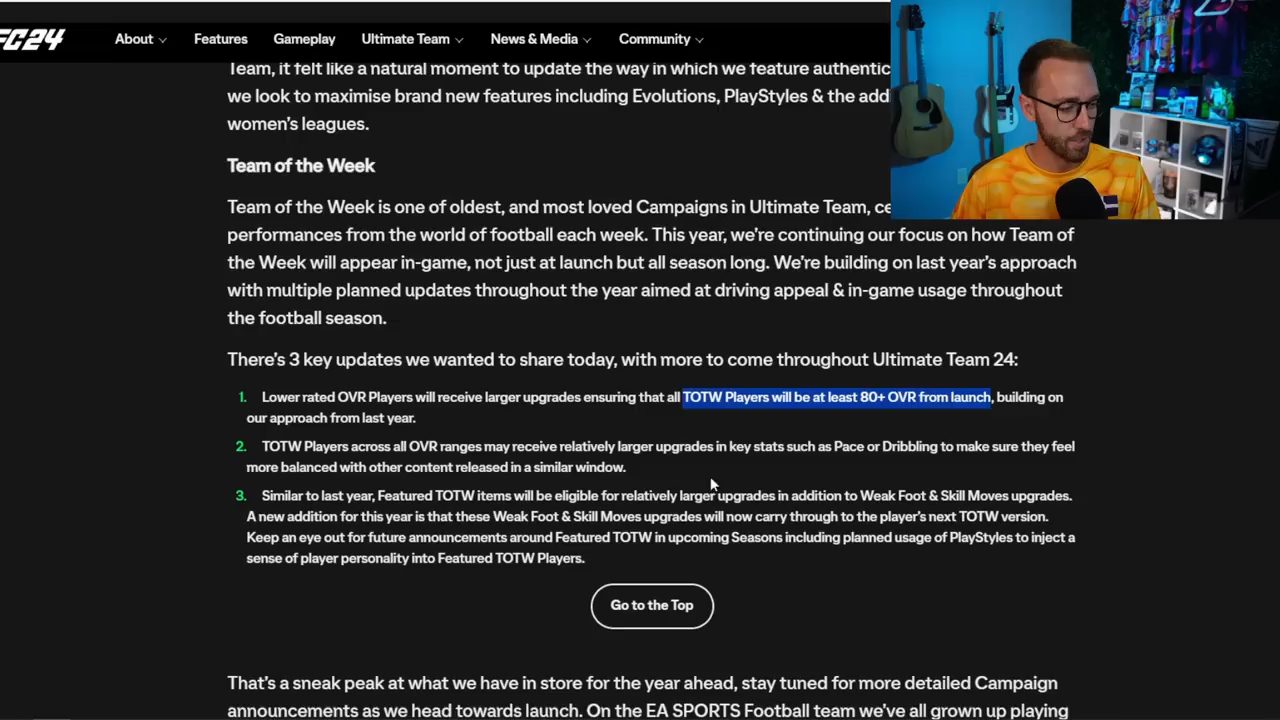 FC24
About
Features
Gameplay
Ultimate Team
News & Media
Community
Team, it felt like a natural moment to update the way in which we feature authentic
we look to maximise brand new features including Evolutions, PlayStyles & the
women's leagues.
Team of the Week
Team of the Week is one of oldest, and most loved Campaigns in Ultimate Team,
performances from the world of football each week. This year, we're continuing our focus on how Team of
the Week will appear in-game, not just at launch but all season long. We're building on last year's approach
with multiple planned updates throughout the year aimed at driving appeal & in-game usage throughout
the football season.
There's 3 key updates we wanted to share today, with more to come throughout Ultimate Team 24:
1. Lower rated OVR Players will receive larger upgrades ensuring that all TOTW Players will be at least 80+ OVR from launch, building on
our approach from last year.
2. TOTW Players across all OVR ranges may receive relatively larger upgrades in key stats such as Pace or Dribbling to make sure they feel
more balanced with other content released in a similar window.
3. Similar to last year, Featured TOTW items will be eligible for relatively larger upgrades in addition to Weak Foot & Skill Moves upgrades.
A new addition for this year is that these Weak Foot & Skill Moves upgrades will now carry through to the player's next TOTW version.
Keep an eye out for future announcements around Featured TOTW in upcoming Seasons including planned usage of PlayStyles to inject a
sense of player personality into Featured TOTW Players.
Go to the Top
That's a sneak peak at what we have in store for the year ahead, stay tuned for more detailed Campaign
announcements as we head towards launch. On the EA SPORTS Football team we've all grown up playing